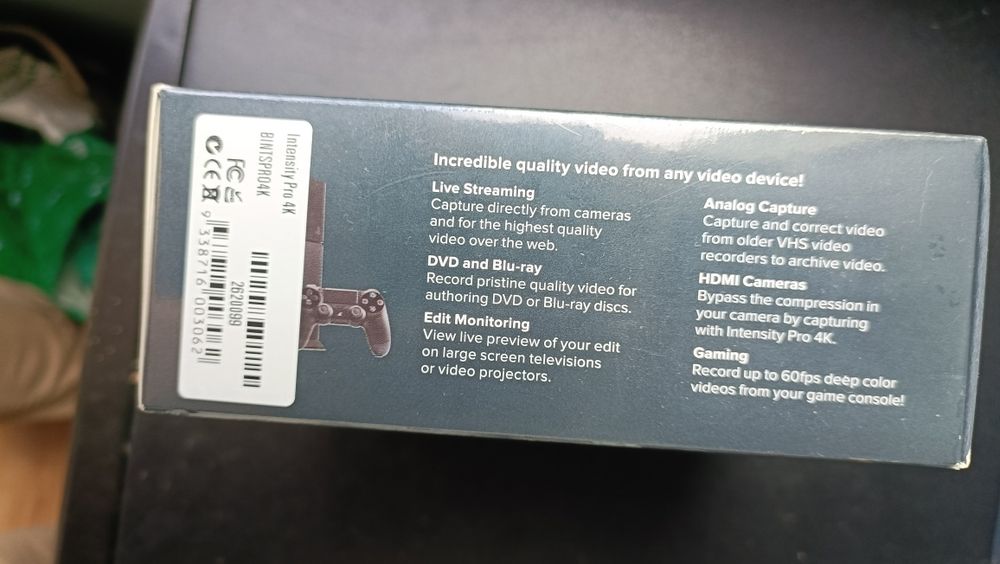 Intensity Pro 4K
BINTSPRO4K
FC
CE
2620099
9 338716 003062
Incredible quality video from any video device!
Live Streaming
Capture directly from cameras
and for the highest quality
video over the web.
DVD and Blu-ray
Record pristine quality video for
authoring DVD or Blu-ray discs.
Edit Monitoring
View live preview of your edit
on large screen televisions
or video projectors.
Analog Capture
Capture and correct video
from older VHS video
recorders to archive video.
HDMI Cameras
Bypass the compression in
your camera by capturing
with Intensity Pro 4K.
Gaming
Record up to 60fps deep color
videos from your game console!